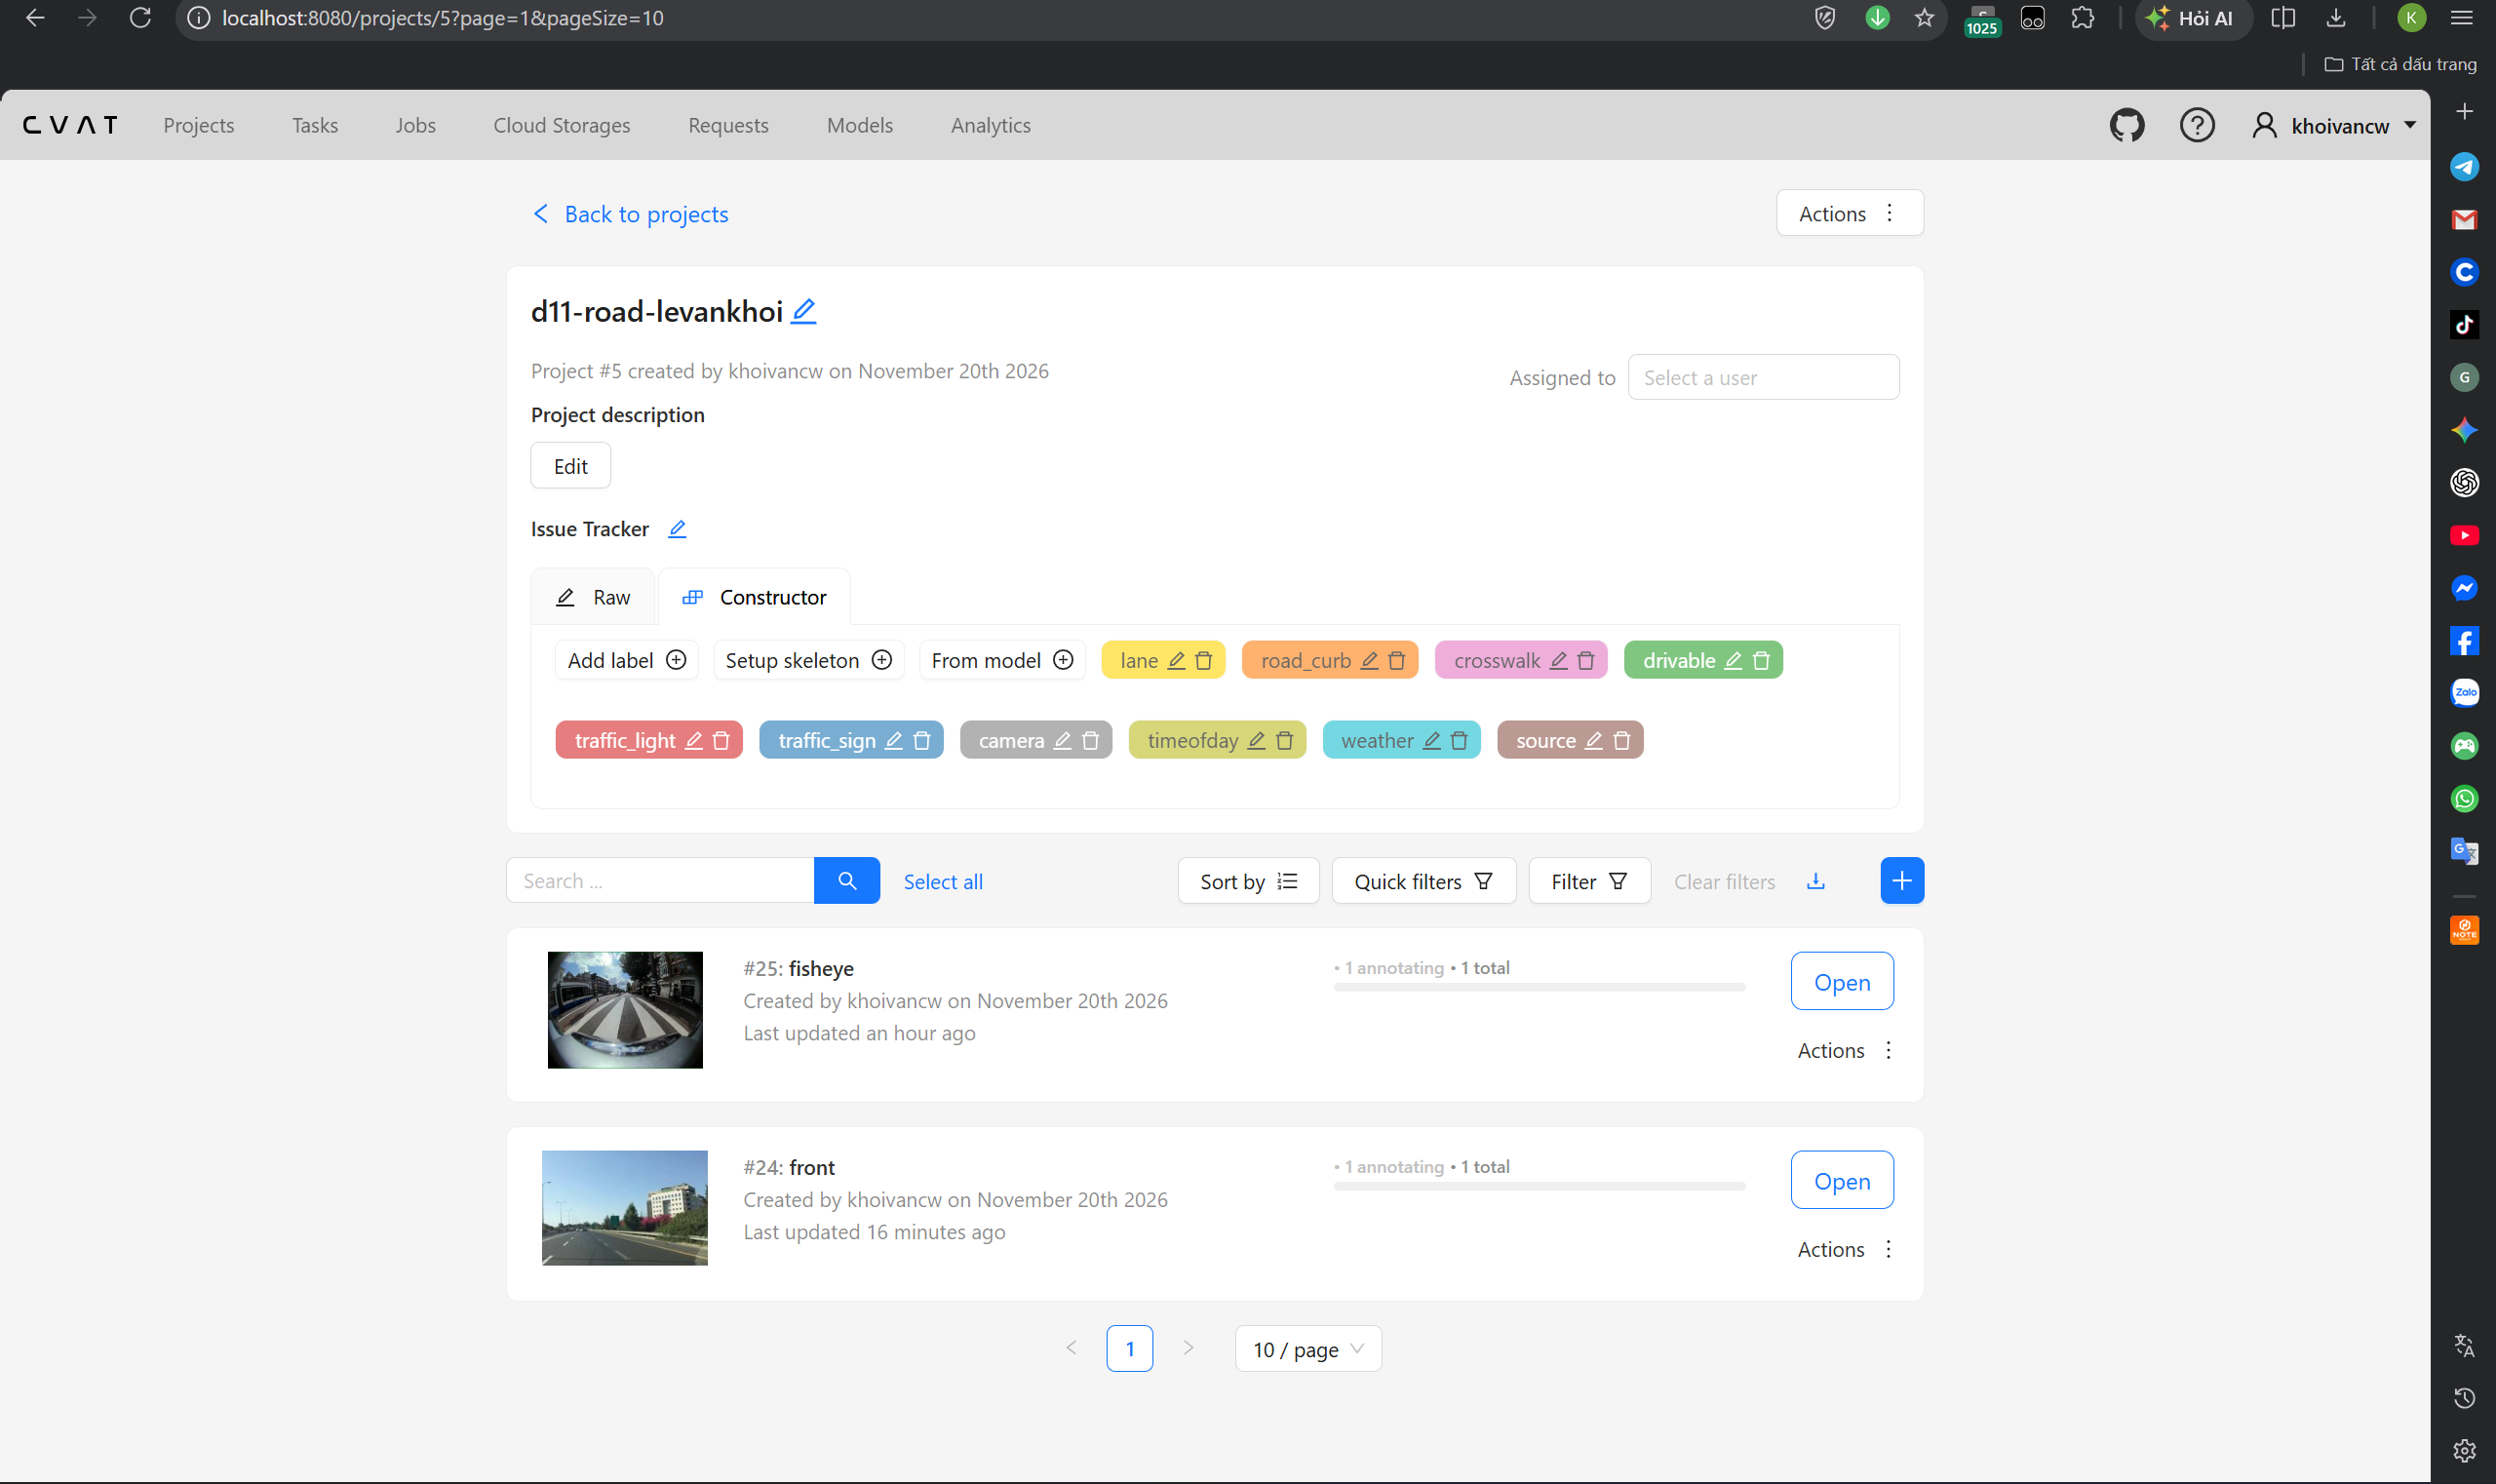 localhost:8080/projects/5?page=1&pageSize=10
1025
Hỏi AI
K
Tất cả dấu trang
CVAT
Projects
Tasks
Jobs
Cloud Storages
Requests
Models
Analytics
khoivancw
Back to projects
Actions
d11-road-levankhoi
Project #5 created by khoivancw on November 20th 2026
Assigned to
Select a user
Project description
Edit
Issue Tracker
Raw
Constructor
Add label
Setup skeleton
From model
lane
road_curb
crosswalk
drivable
traffic_light
traffic_sign
camera
timeofday
weather
source
Search ...
Select all
Sort by
Quick filters
Filter
Clear filters
#25: fisheye
Created by khoivancw on November 20th 2026
Last updated an hour ago
• 1 annotating • 1 total
Open
Actions
#24: front
Created by khoivancw on November 20th 2026
Last updated 16 minutes ago
• 1 annotating • 1 total
Open
Actions
1
10 / page
G
Zalo
NOTE